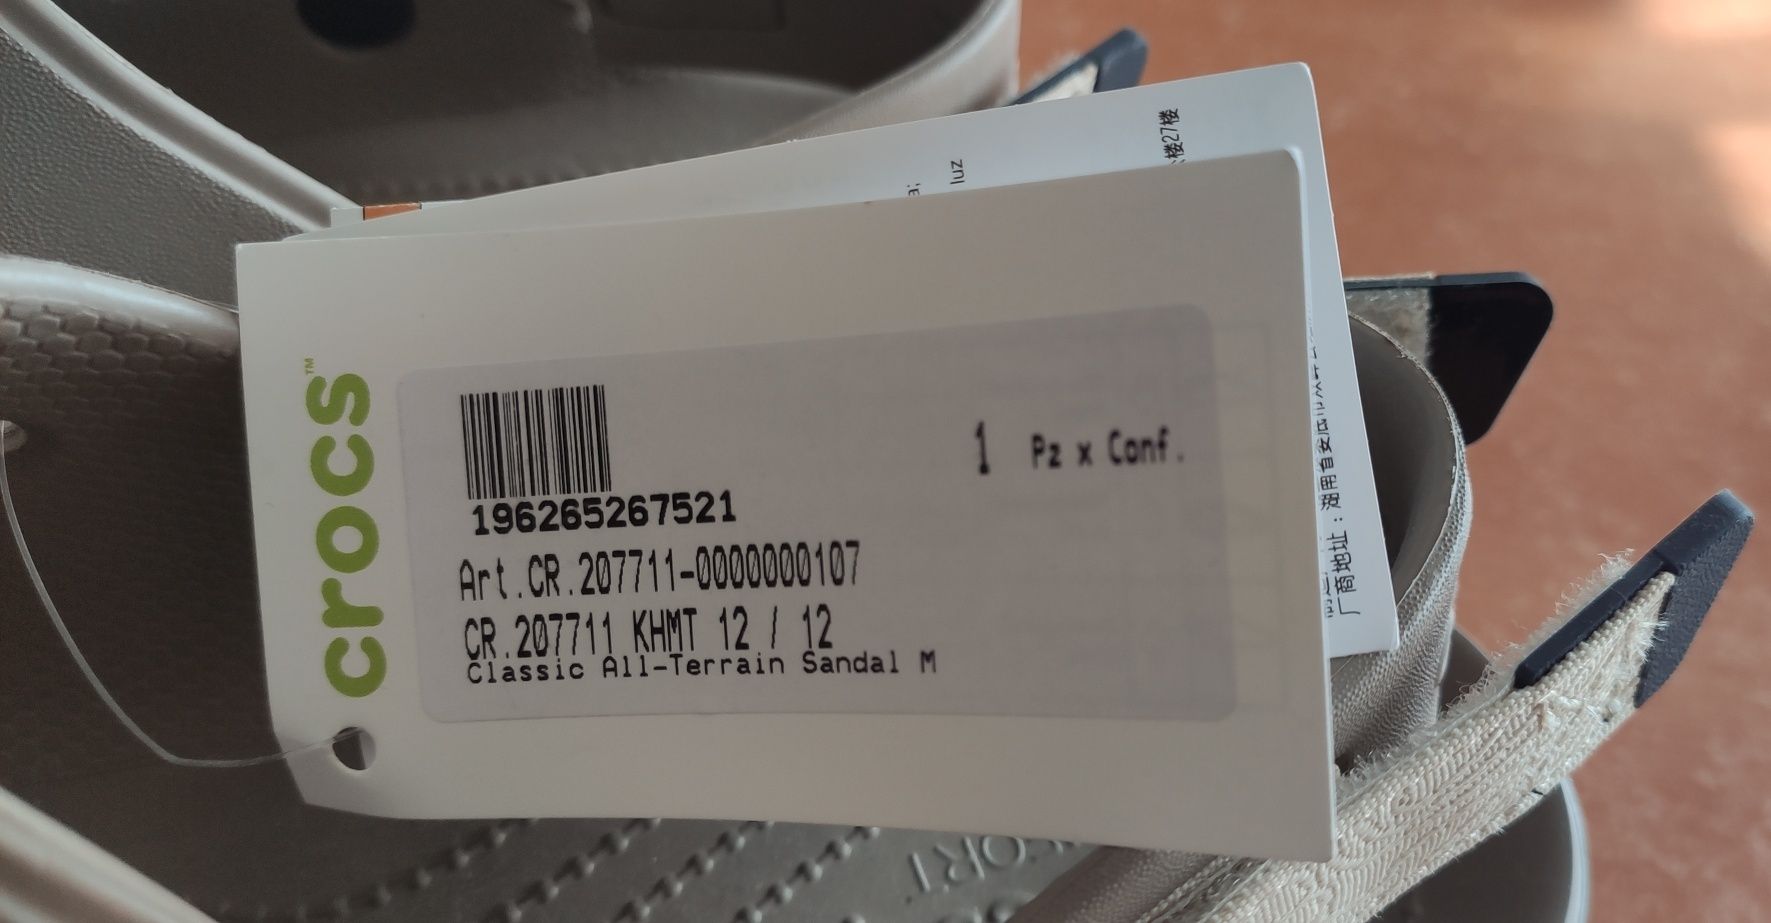 crocs™
1 Pz x Conf.
196265267521
Art.CR.207711-0000000107
CR.207711 KHMT 12 / 12
Classic All-Terrain Sandal M
luz
楼27楼
厂商地址：湖南省